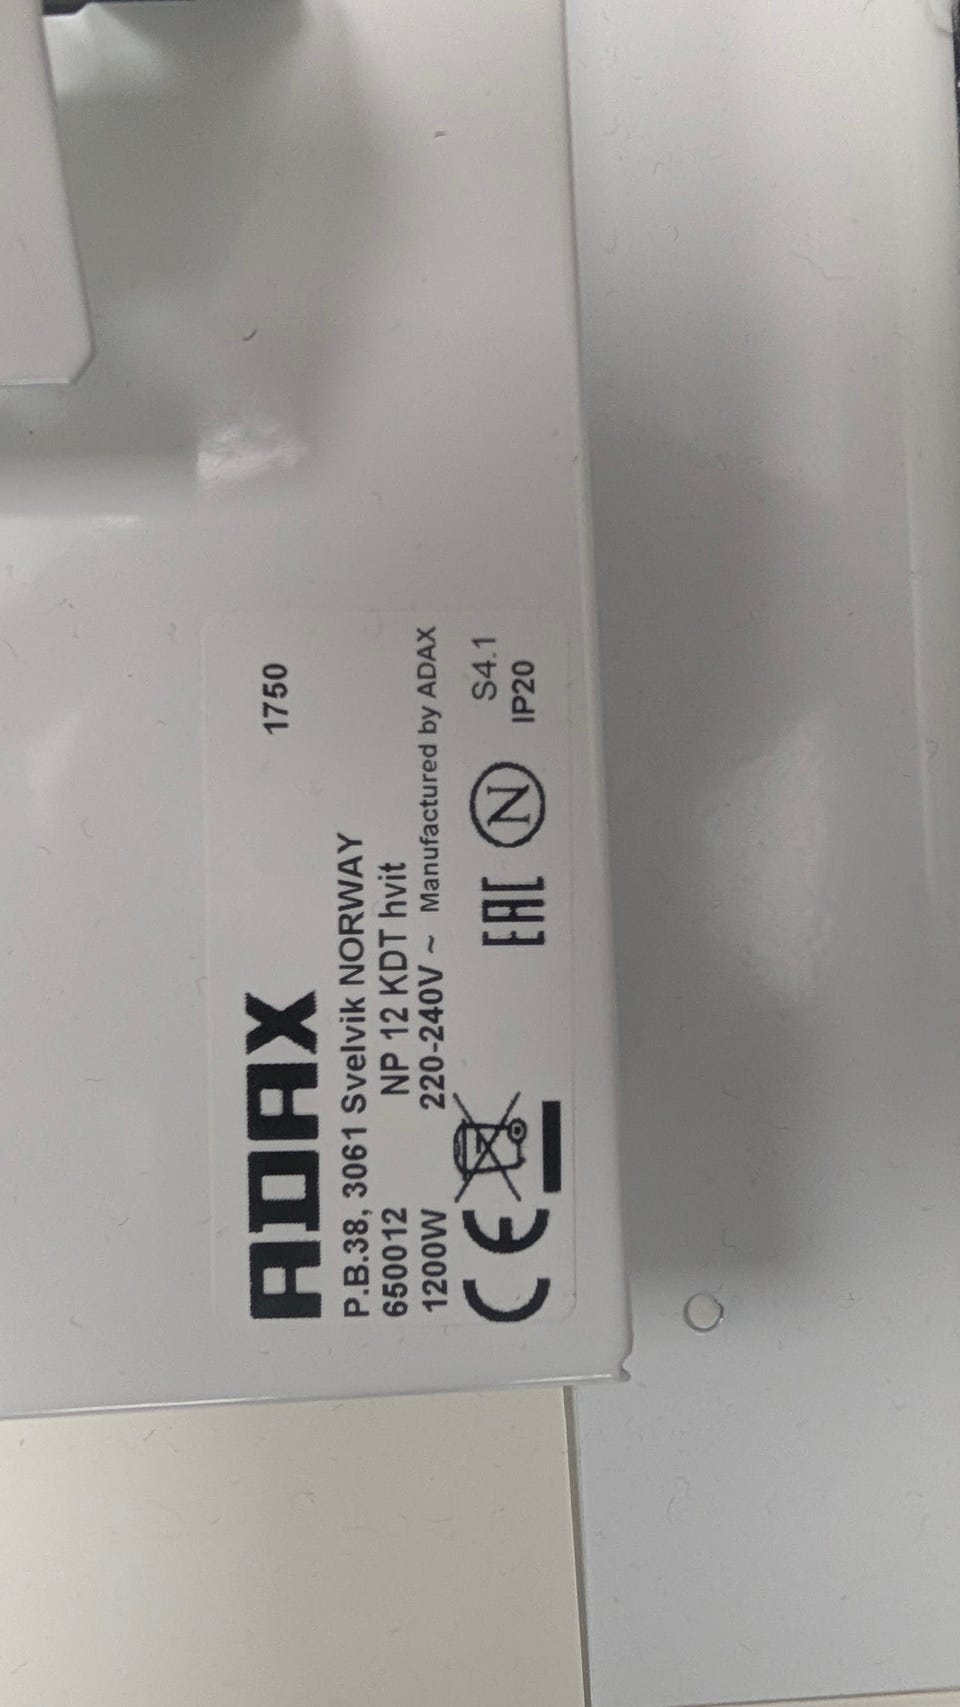 ADAX
1750
P.B.38, 3061 Svelvik NORWAY
650012 NP 12 KDT hvit
1200W 220-240V ~ Manufactured by ADAX
CE EAC N S4.1
IP20